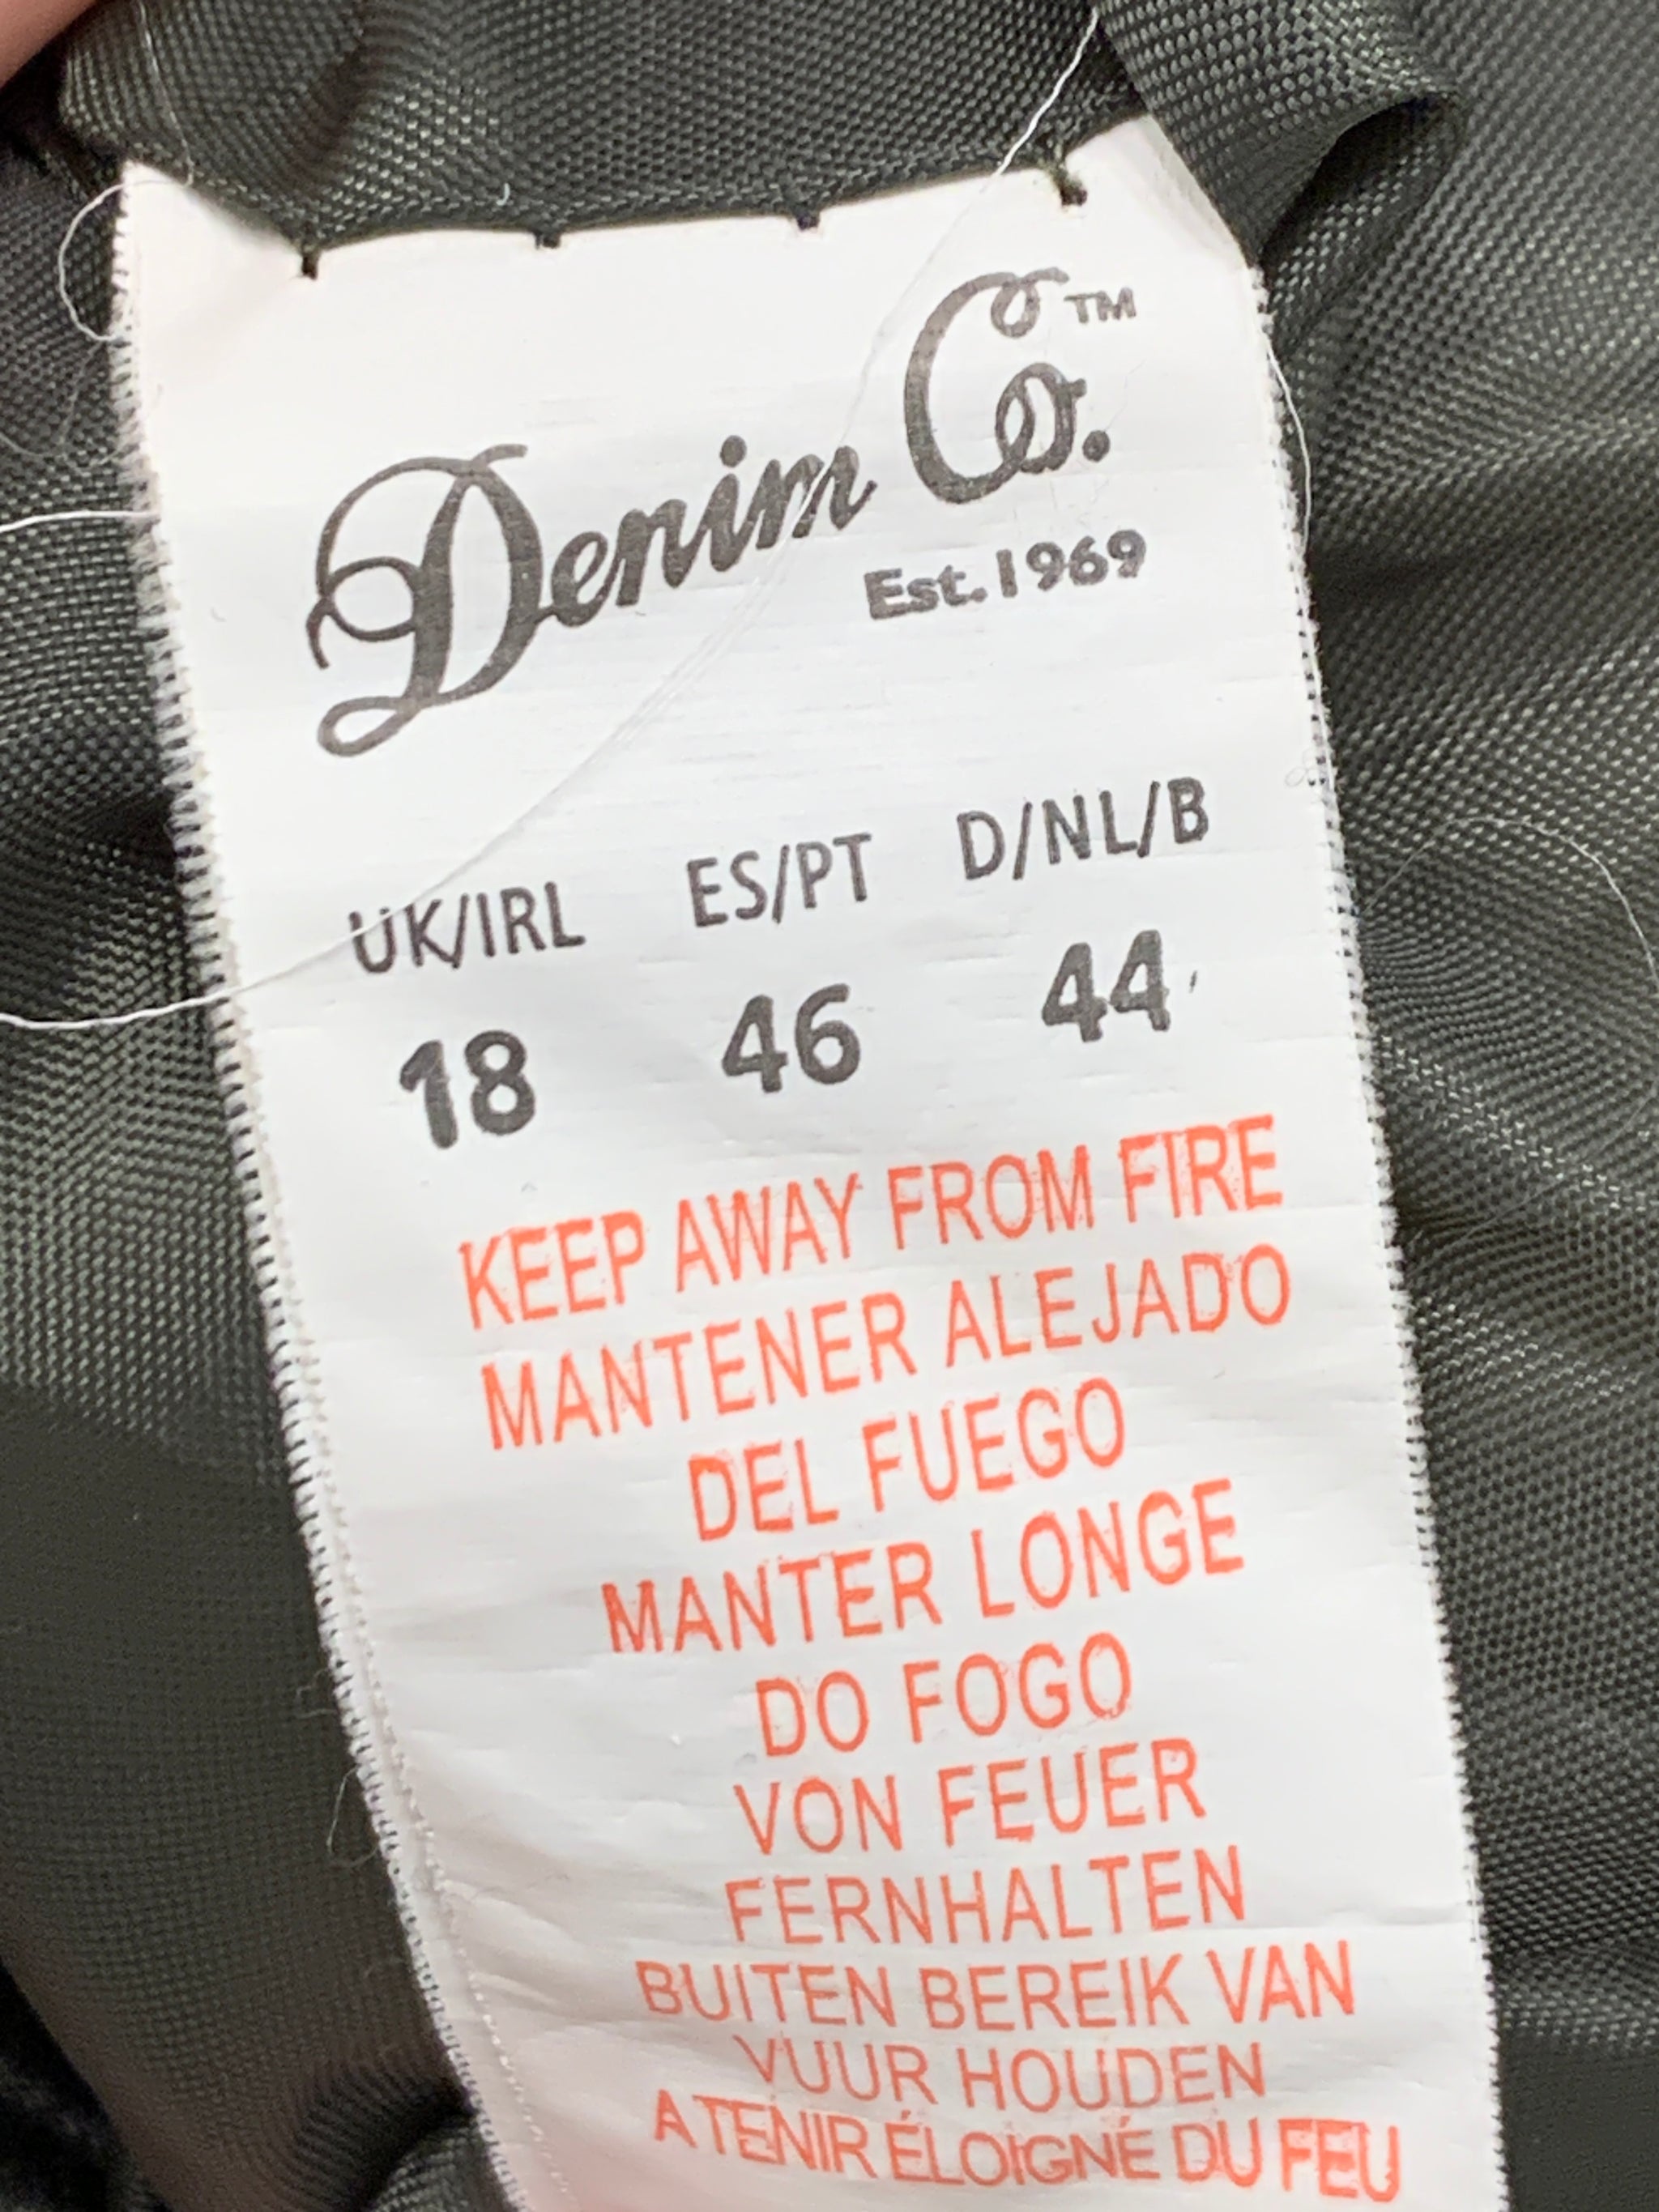 Denim Co.™
Est. 1969
UK/IRL ES/PT D/NL/B
18 46 44
KEEP AWAY FROM FIRE
MANTENER ALEJADO
DEL FUEGO
MANTER LONGE
DO FOGO
VON FEUER
FERNHALTEN
BUITEN BEREIK VAN
VUUR HOUDEN
A TENIR ÉLOIGNÉ DU FEU